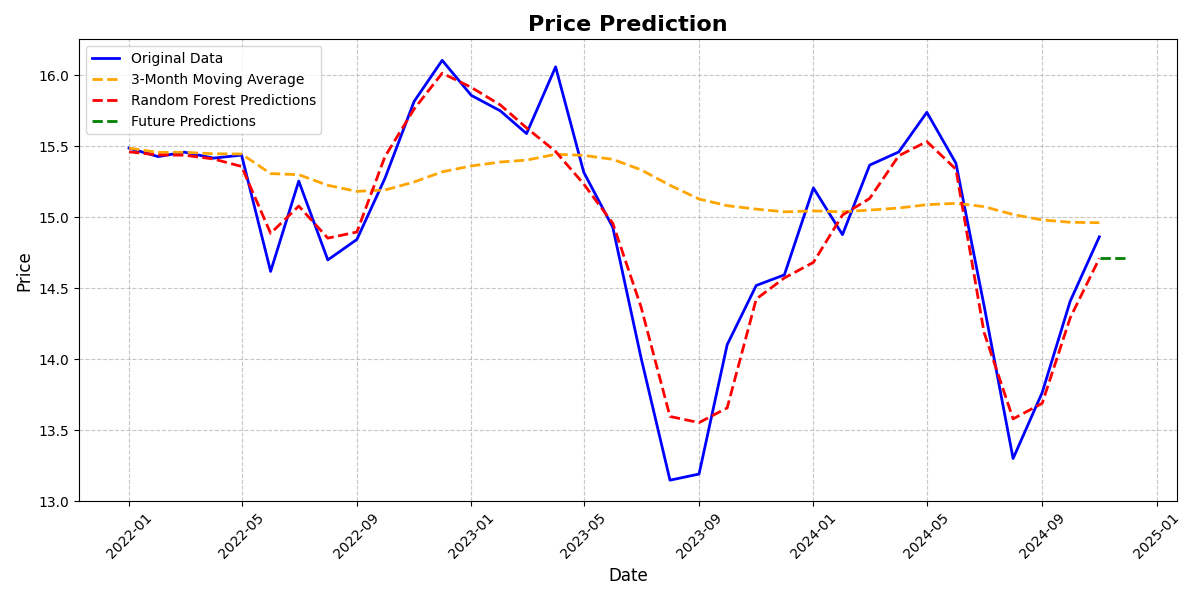 Price Prediction
Original Data
3-Month Moving Average
Random Forest Predictions
Future Predictions
Price
16.0
15.5
15.0
14.5
14.0
13.5
13.0
2022-01
2022-05
2022-09
2023-01
2023-05
2023-09
2024-01
2024-05
2024-09
2025-01
Date